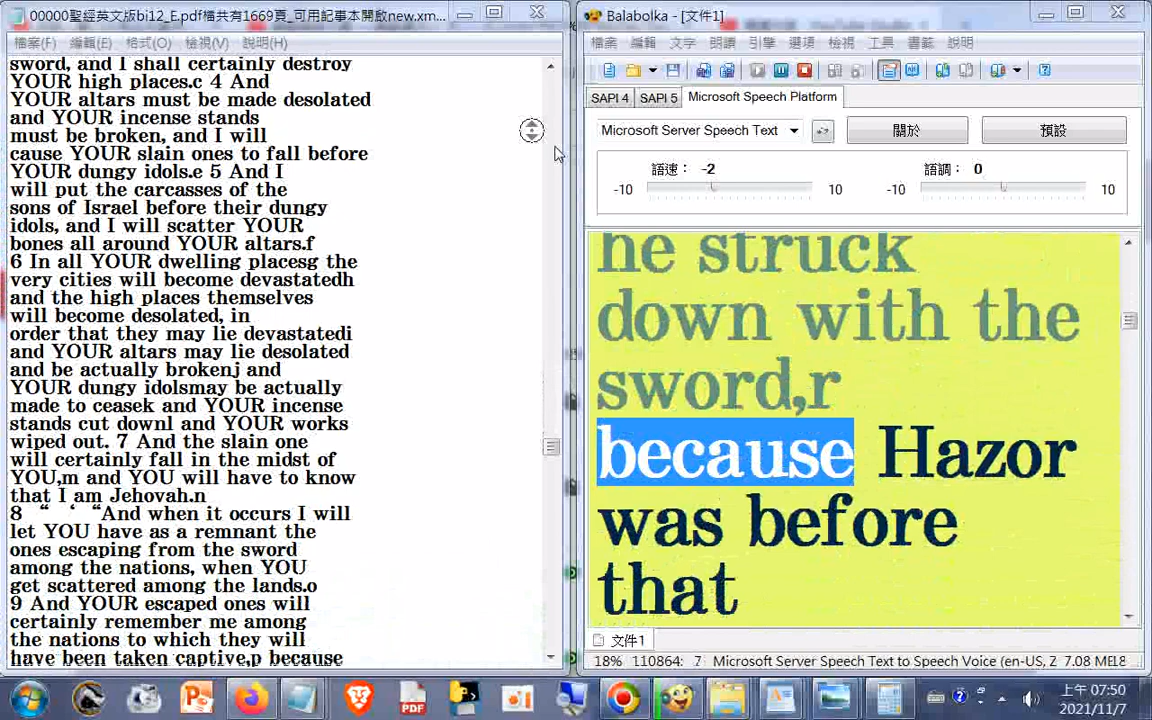 00000聖經英文版bi12_E.pdf檔共有1669頁_可用記事本開啟new.xm...
檔案(F) 編輯(E) 格式(O) 檢視(V) 說明(H)
sword, and I shall certainly destroy
YOUR high places.c 4 And
YOUR altars must be made desolated
and YOUR incense stands
must be broken, and I will
cause YOUR slain ones to fall before
YOUR dungy idols.e 5 And I
will put the carcasses of the
sons of Israel before their dungy
idols, and I will scatter YOUR
bones all around YOUR altars.f
6 In all YOUR dwelling placesg the
very cities will become devastatedh
and the high places themselves
will become desolated, in
order that they may lie devastatedi
and YOUR altars may lie desolated
and be actually brokenj and
YOUR dungy idolsmay be actually
made to ceasek and YOUR incense
stands cut downl and YOUR works
wiped out. 7 And the slain one
will certainly fall in the midst of
YOU,m and YOU will have to know
that I am Jehovah.n
8 “ ‘ “And when it occurs I will
let YOU have as a remnant the
ones escaping from the sword
among the nations, when YOU
get scattered among the lands.o
9 And YOUR escaped ones will
certainly remember me among
the nations to which they will
have been taken captive,p because
Balabolka - [文件1]
檔案 編輯 文字 朗讀 引擎 選項 檢視 工具 書籤 說明
SAPI 4 SAPI 5 Microsoft Speech Platform
Microsoft Server Speech Text 關於 預設
語速： -2 語調： 0
-10 10 -10 10
he struck
down with the
sword,r
because Hazor
was before
that
文件1
18% 110864: 7 Microsoft Server Speech Text to Speech Voice (en-US, Z 7.08 MEL8
PDF
上午 07:50
2021/11/7